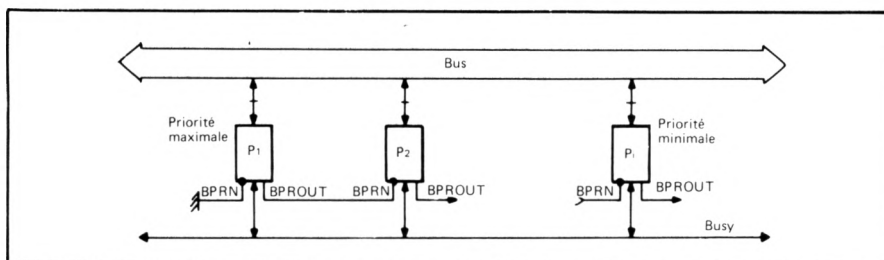 Bus
Priorité
maximale
P1
P2
Pi
Priorité
minimale
BPRN
BPROUT
BPRN
BPROUT
BPRN
BPROUT
Busy